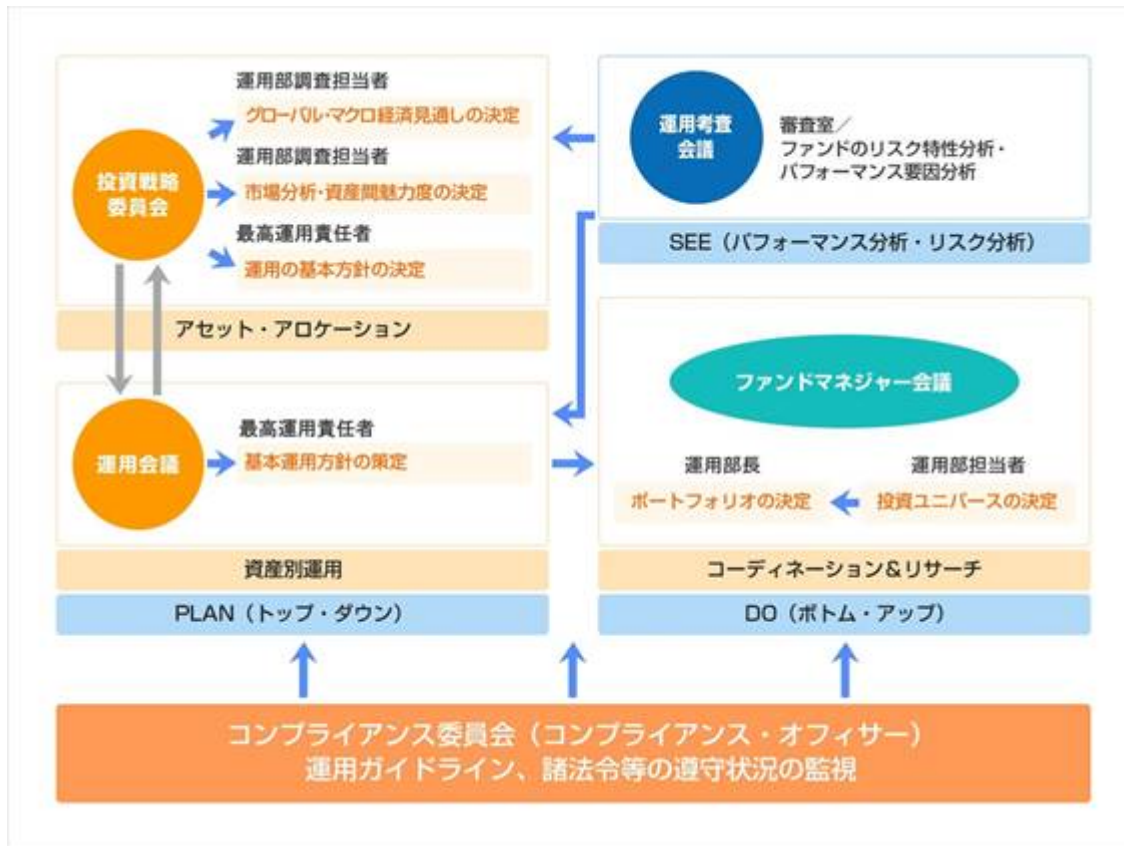 運用部調査担当者
グローバル・マクロ経済見通しの決定
投資戦略
委員会
運用部調査担当者
市場分析・資産間魅力度の決定
最高運用責任者
運用の基本方針の決定
アセット・アロケーション
運用考査
会議
審査室／
ファンドのリスク特性分析・
パフォーマンス要因分析
SEE（パフォーマンス分析・リスク分析）
運用会議
最高運用責任者
基本運用方針の策定
資産別運用
PLAN（トップ・ダウン）
ファンドマネジャー会議
運用部長
ポートフォリオの決定
運用部担当者
投資ユニバースの決定
コーディネーション＆リサーチ
DO（ボトム・アップ）
コンプライアンス委員会（コンプライアンス・オフィサー）
運用ガイドライン、諸法令等の遵守状況の監視